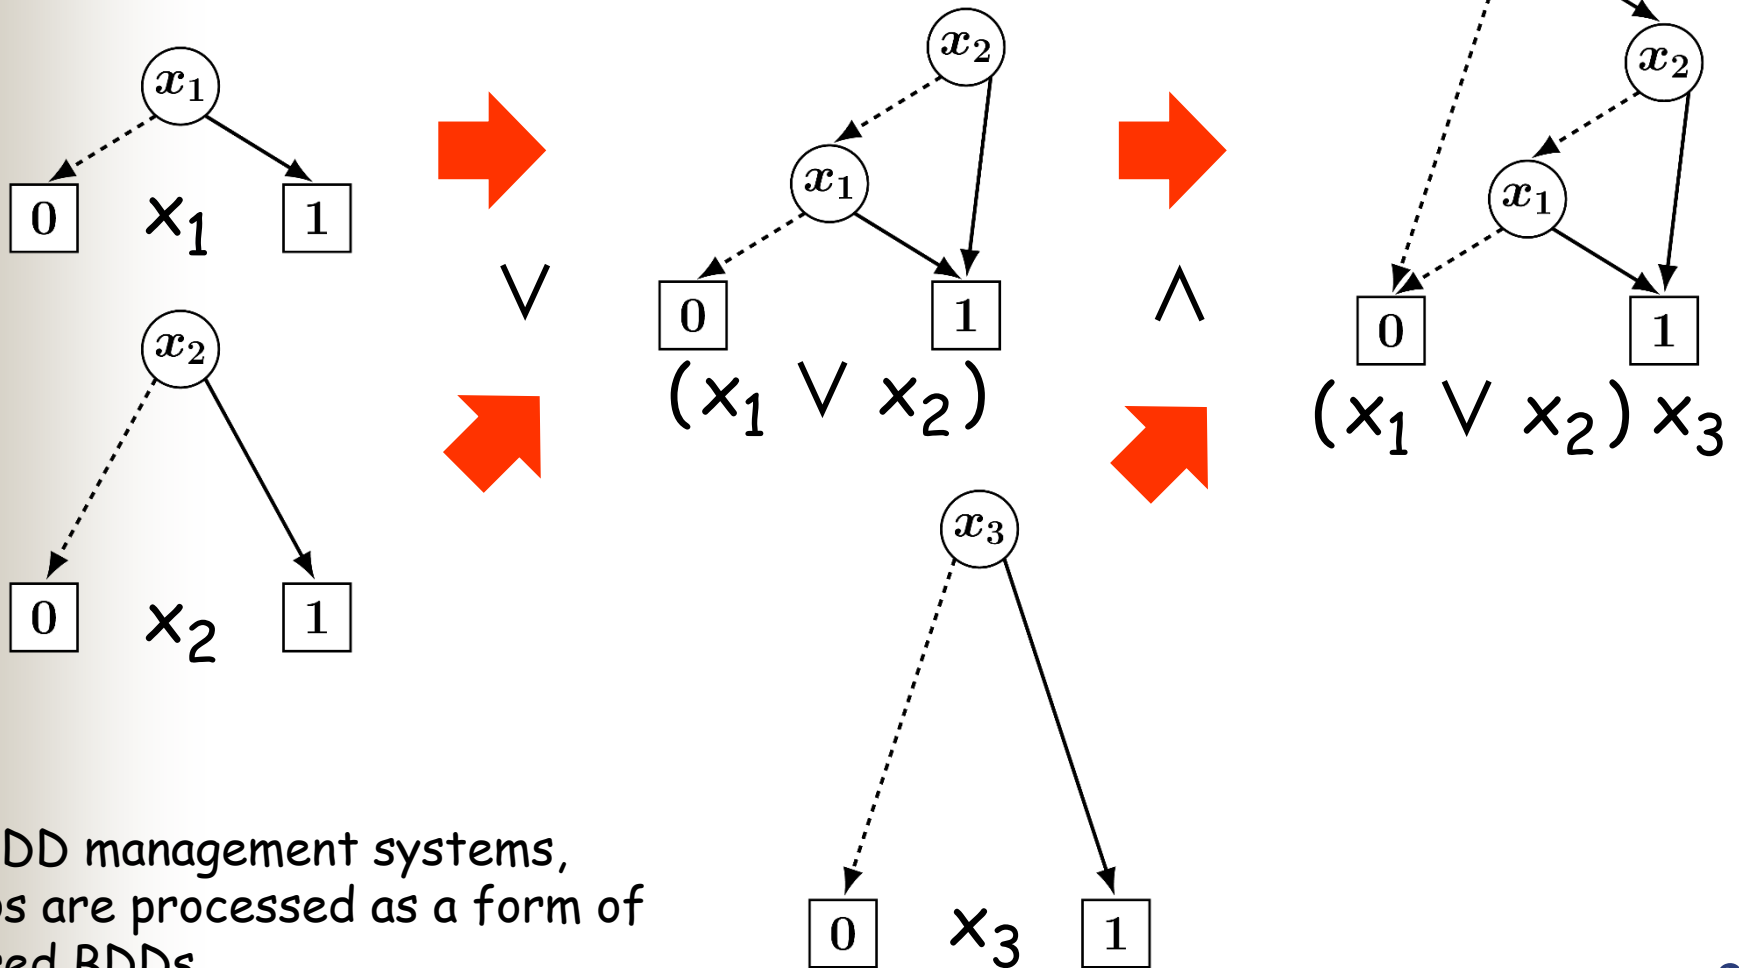 x₁
0 x₁ 1
x₂
0 x₂ 1
∨
x₂
x₁
0 1
(x₁ ∨ x₂)
∧
x₃
0 x₃ 1
x₂
x₁
0 1
(x₁ ∨ x₂) x₃
DD management systems,
are processed as a form of
BDDs